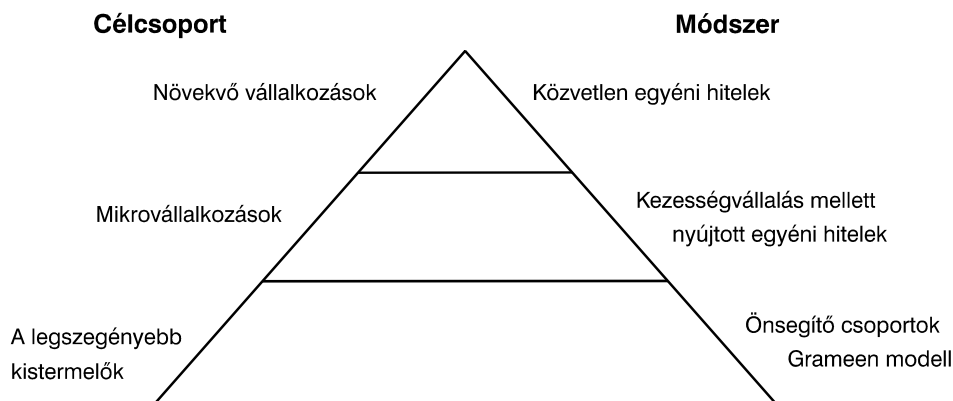 Célcsoport
Módszer
Növekvő vállalkozások
Közvetlen egyéni hitelek
Mikrovállalkozások
Kezességvállalás mellett
nyújtott egyéni hitelek
A legszegényebb
kistermelők
Önsegítő csoportok
Grameen modell